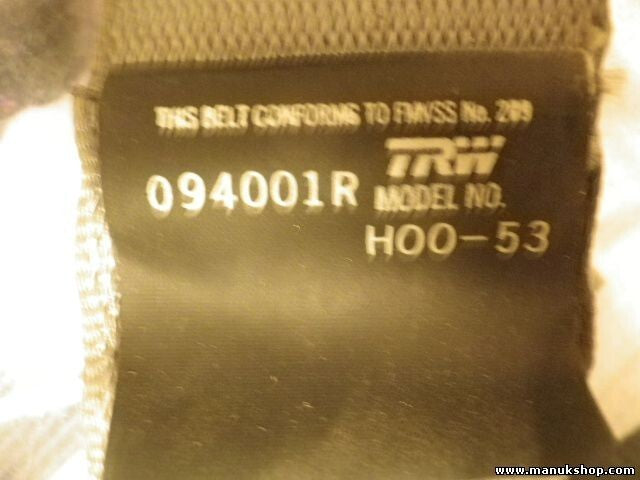 THIS BELT CONFORMS TO FMVSS No. 209
TRW
094001R MODEL NO.
HOO-53
www.manukshop.com